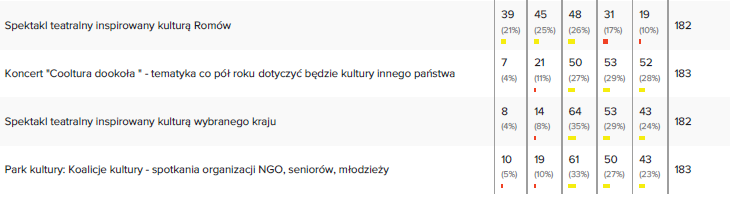 Spektakl teatralny inspirowany kulturą Romów 39 (21%) 45 (25%) 48 (26%) 31 (17%) 19 (10%) 182
Koncert "Cooltura dookoła " - tematyka co pół roku dotyczyć będzie kultury innego państwa 7 (4%) 21 (11%) 50 (27%) 53 (29%) 52 (28%) 183
Spektakl teatralny inspirowany kulturą wybranego kraju 8 (4%) 14 (8%) 64 (35%) 53 (29%) 43 (24%) 182
Park kultury: Koalicje kultury - spotkania organizacji NGO, seniorów, młodzieży 10 (5%) 19 (10%) 61 (33%) 50 (27%) 43 (23%) 183